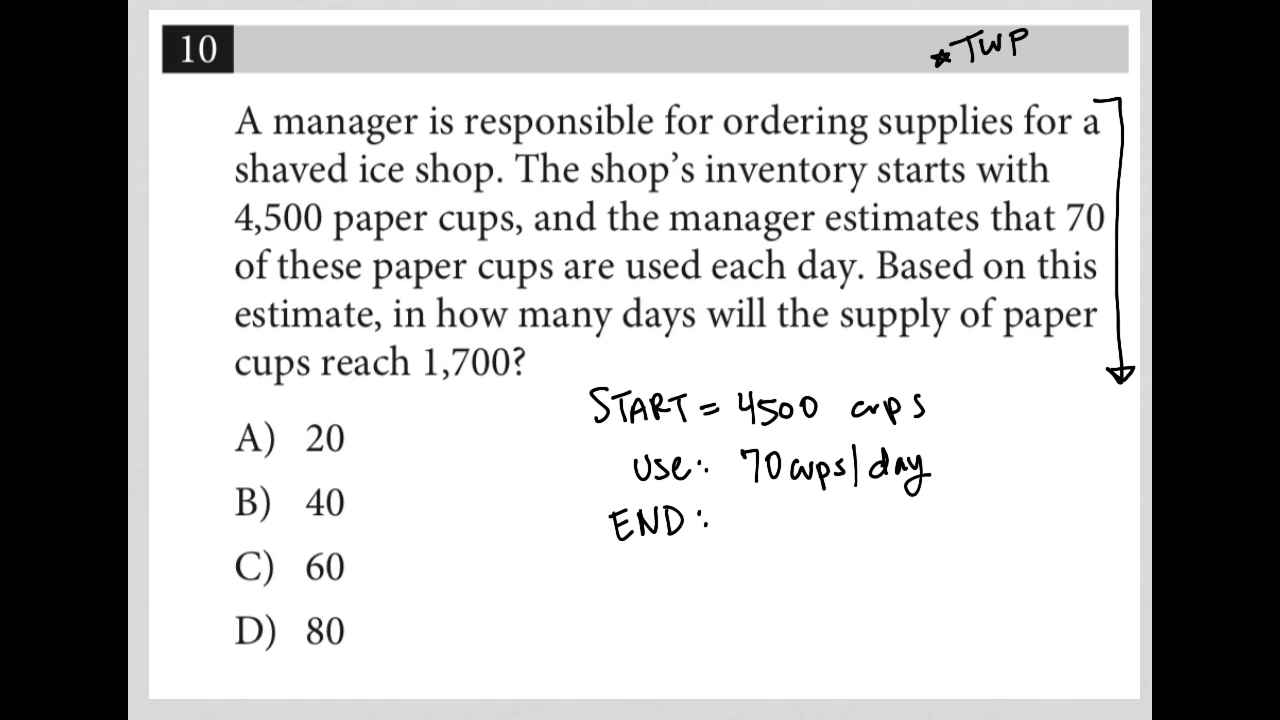 10
★ TWP
A manager is responsible for ordering supplies for a
shaved ice shop. The shop’s inventory starts with
4,500 paper cups, and the manager estimates that 70
of these paper cups are used each day. Based on this
estimate, in how many days will the supply of paper
cups reach 1,700?
START = 4500 cups
A) 20
USE: 70 cups/day
B) 40
END:
C) 60
D) 80